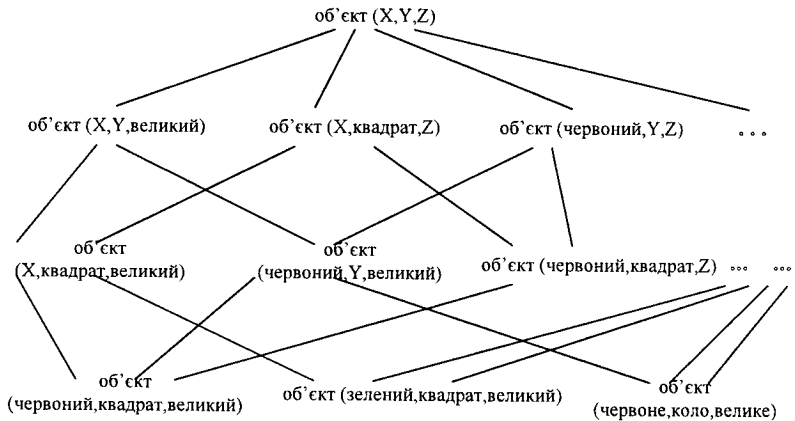 об’єкт (X,Y,Z)
об’єкт (X,Y,великий)
об’єкт (X,квадрат,Z)
об’єкт (червоний,Y,Z)
...
об’єкт
(X,квадрат,великий)
об’єкт
(червоний,Y,великий)
об’єкт (червоний,квадрат,Z)
...
...
об’єкт
(червоний,квадрат,великий)
об’єкт (зелений,квадрат,великий)
об’єкт
(червоне,коло,велике)